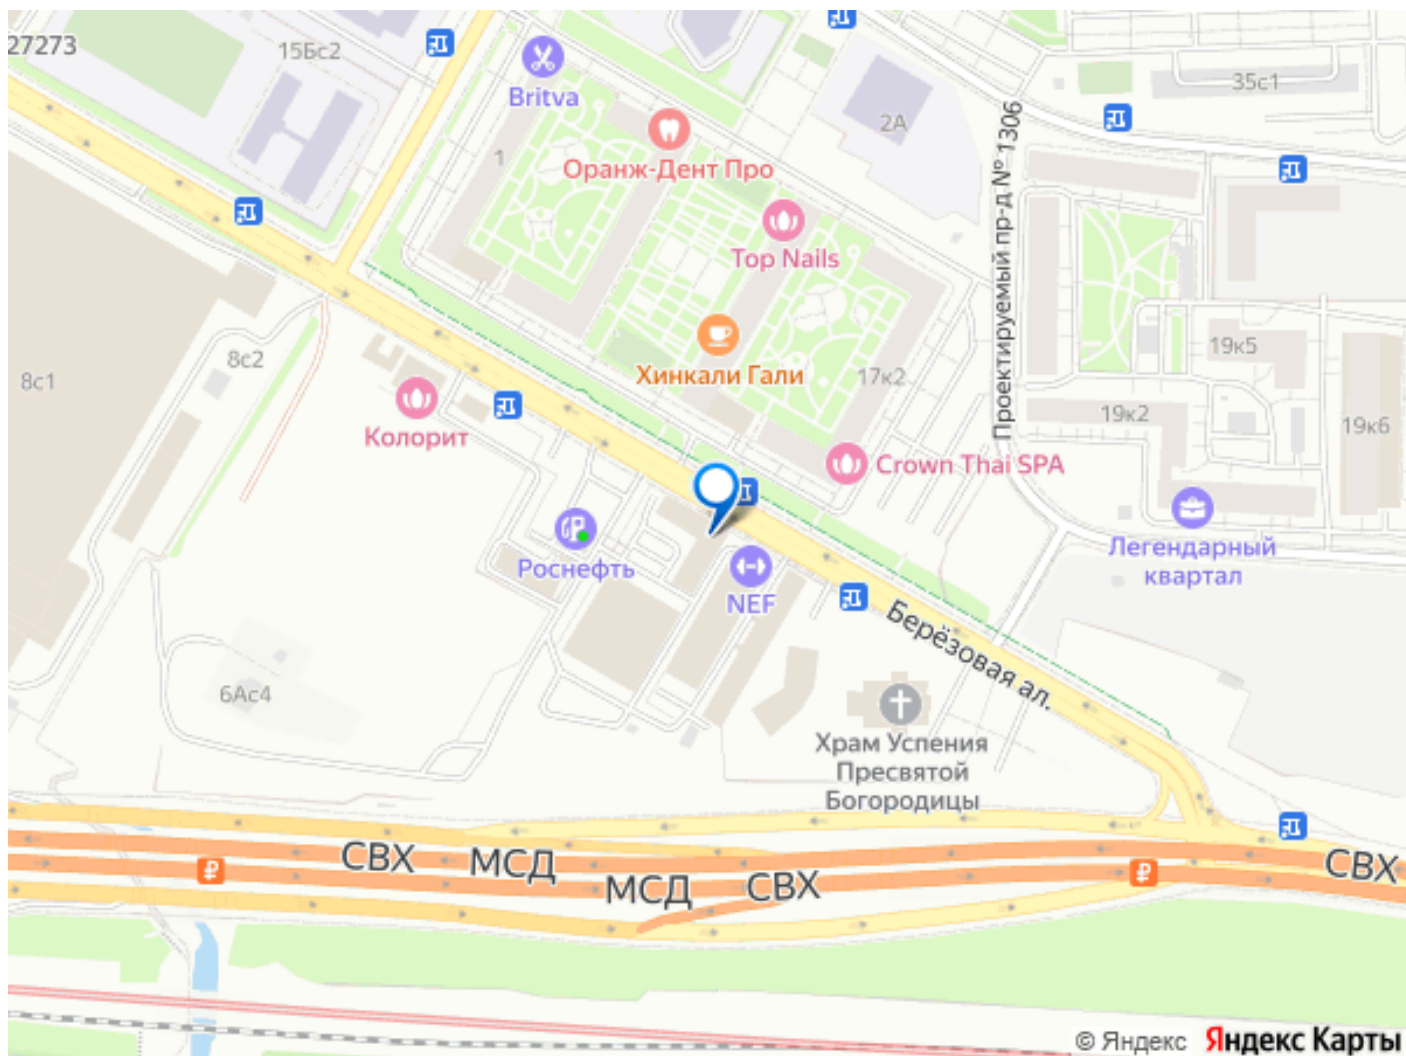 27273
15Бс2
Britva
35с1
2А
1
Оранж-Дент Про
Проектируемый пр-д № 1306
Top Nails
8с2
8с1
Хинкали Гали
17к2
19к5
19к2
19к6
Колорит
Crown Thai SPA
Роснефть
NEF
Легендарный
квартал
Берёзовая ал.
6Ас4
Храм Успения
Пресвятой
Богородицы
СВХ
МСД
МСД
СВХ
СВХ
© Яндекс
Яндекс Карты